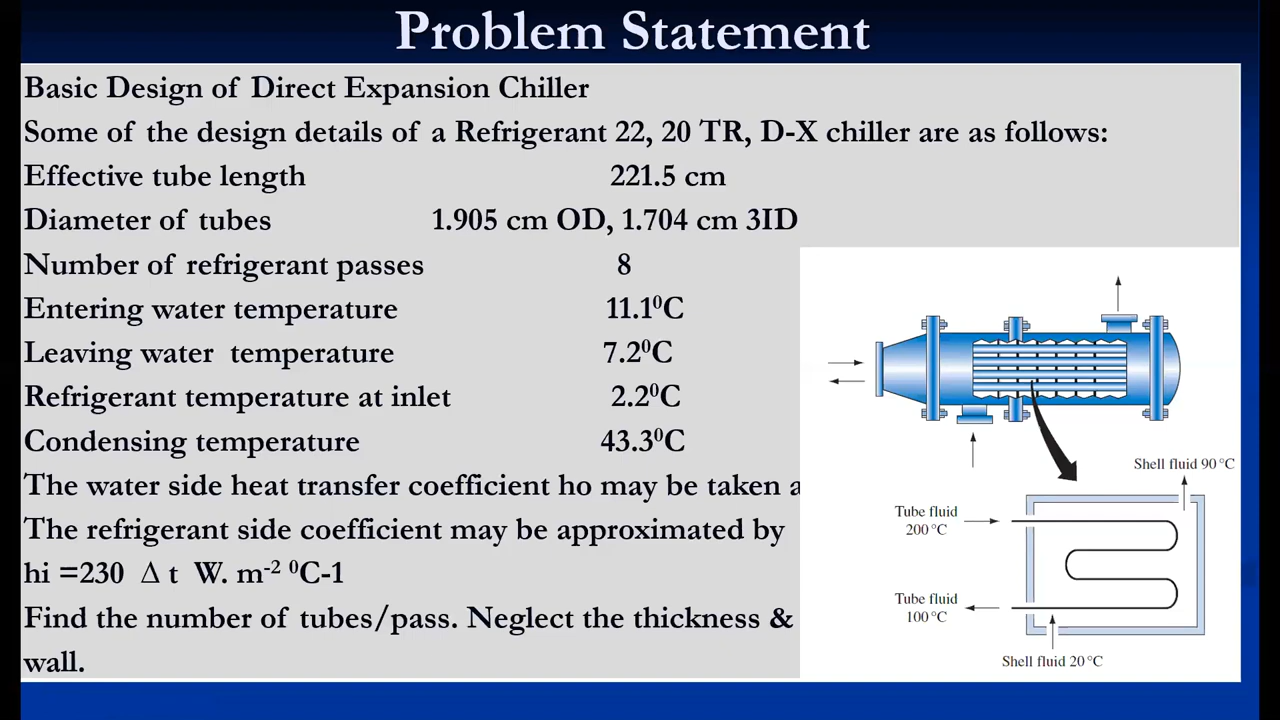 Problem Statement
Basic Design of Direct Expansion Chiller
Some of the design details of a Refrigerant 22, 20 TR, D-X chiller are as follows:
Effective tube length 221.5 cm
Diameter of tubes 1.905 cm OD, 1.704 cm 3ID
Number of refrigerant passes 8
Entering water temperature 11.1⁰C
Leaving water temperature 7.2⁰C
Refrigerant temperature at inlet 2.2⁰C
Condensing temperature 43.3⁰C
The water side heat transfer coefficient ho may be taken a
The refrigerant side coefficient may be approximated by
hi =230 Δ t W. m⁻² ⁰C-1
Find the number of tubes/pass. Neglect the thickness &
wall.
Shell fluid 90 °C
Tube fluid
200 °C
Tube fluid
100 °C
Shell fluid 20 °C